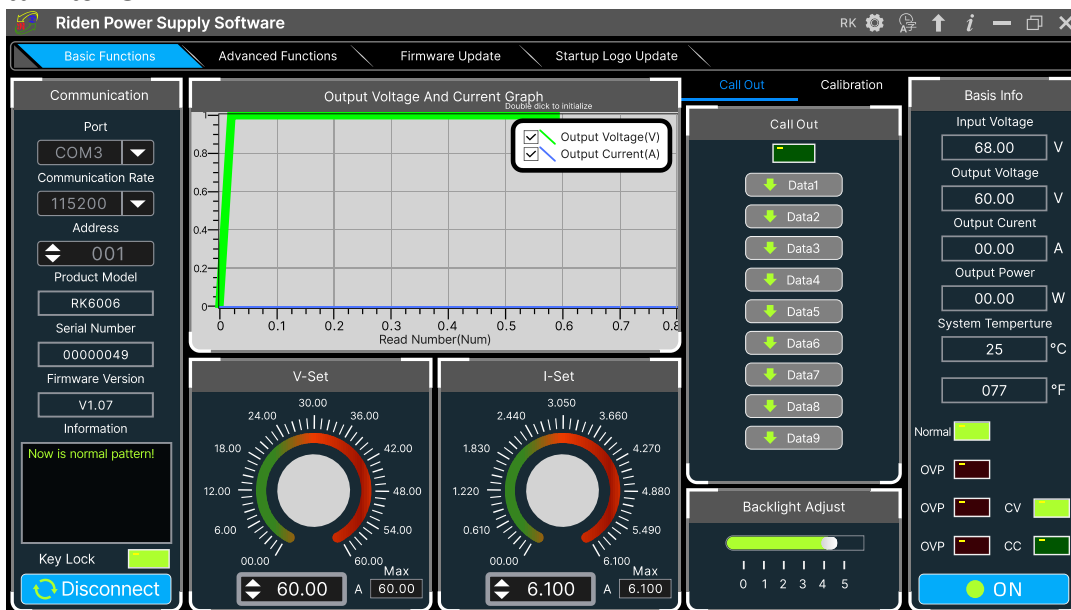 Riden Power Supply Software
RK
Basic Functions
Advanced Functions
Firmware Update
Startup Logo Update
Communication
Port
COM3
Communication Rate
115200
Address
001
Product Model
RK6006
Serial Number
00000049
Firmware Version
V1.07
Information
Now is normal pattern!
Key Lock
Disconnect
Output Voltage And Current Graph
Double dick to initialize
Output Voltage(V)
Output Current(A)
1
0.8
0.6
0.4
0.2
0
0 0.1 0.2 0.3 0.4 0.5 0.6 0.7 0.8
Read Number(Num)
V-Set
30.00
24.00 36.00
18.00 42.00
12.00 48.00
6.00 54.00
00.00 60.00
Max
60.00 A 60.00
I-Set
3.050
2.440 3.660
1.830 4.270
1.220 4.880
0.610 5.490
00.00 6.100
Max
6.100 A 6.100
Call Out
Calibration
Call Out
Data1
Data2
Data3
Data4
Data5
Data6
Data7
Data8
Data9
Backlight Adjust
0 1 2 3 4 5
Basis Info
Input Voltage
68.00 V
Output Voltage
60.00 V
Output Curent
00.00 A
Output Power
00.00 W
System Temperture
25 °C
077 °F
Normal
OVP
OVP CV
OVP CC
ON